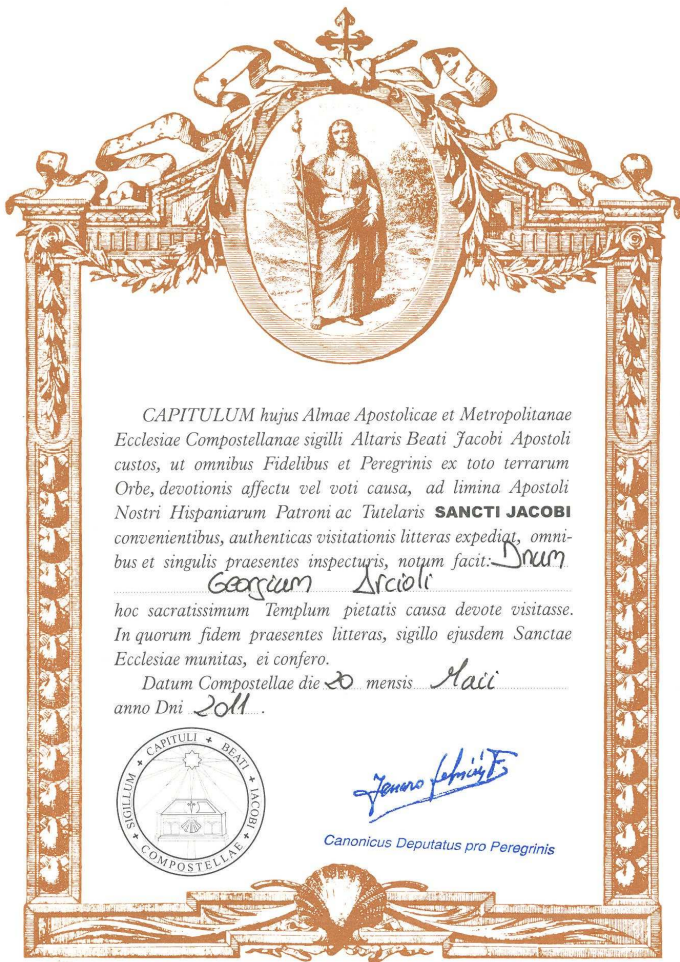 CAPITULUM hujus Almae Apostolicae et Metropolitanae
Ecclesiae Compostellanae sigilli Altaris Beati Jacobi Apostoli
custos, ut omnibus Fidelibus et Peregrinis ex toto terrarum
Orbe, devotionis affectu vel voti causa, ad limina Apostoli
Nostri Hispaniarum Patroni ac Tutelaris SANCTI JACOBI
convenientibus, authenticas visitationis litteras expediat, omni-
bus et singulis praesentes inspecturis, notum facit: Dnum
Georgium Arcioli
hoc sacratissimum Templum pietatis causa devote visitasse.
In quorum fidem praesentes litteras, sigillo ejusdem Sanctae
Ecclesiae munitas, ei confero.
Datum Compostellae die 20 mensis Maii
anno Dni 2011.
SIGILLUM + CAPITULI + BEATI + IACOBI + COMPOSTELLAE +
Jenaro
Canonicus Deputatus pro Peregrinis